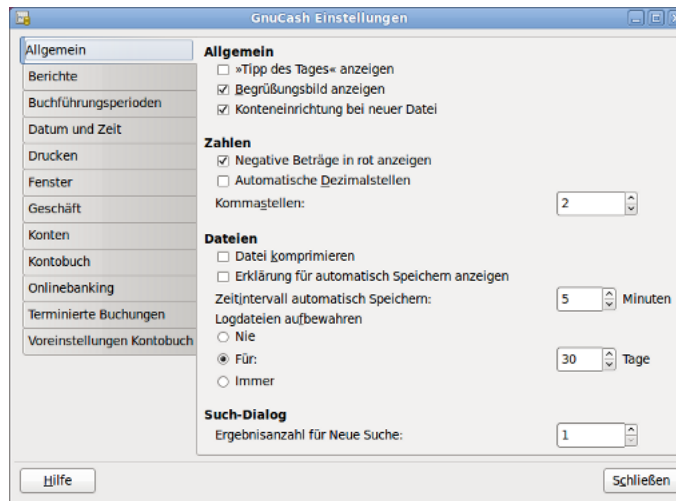 GnuCash Einstellungen
Allgemein
Berichte
Buchführungsperioden
Datum und Zeit
Drucken
Fenster
Geschäft
Konten
Kontobuch
Onlinebanking
Terminierte Buchungen
Voreinstellungen Kontobuch
Allgemein
»Tipp des Tages« anzeigen
Begrüßungsbild anzeigen
Konteneinrichtung bei neuer Datei
Zahlen
Negative Beträge in rot anzeigen
Automatische Dezimalstellen
Kommastellen: 2
Dateien
Datei komprimieren
Erklärung für automatisch Speichern anzeigen
Zeitintervall automatisch Speichern: 5 Minuten
Logdateien aufbewahren
Nie
Für: 30 Tage
Immer
Such-Dialog
Ergebnisanzahl für Neue Suche: 1
Hilfe
Schließen